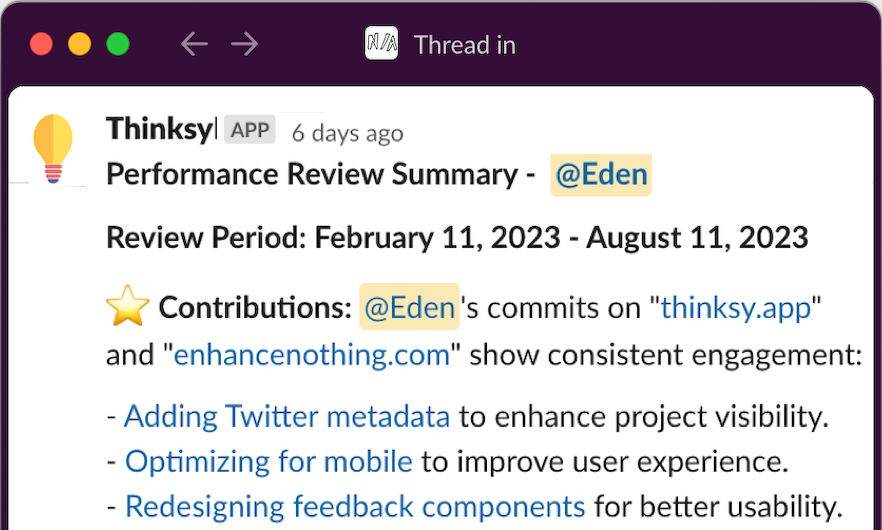 N/A Thread in
Thinksy APP 6 days ago
Performance Review Summary - @Eden
Review Period: February 11, 2023 - August 11, 2023
Contributions: @Eden's commits on "thinksy.app"
and "enhancenothing.com" show consistent engagement:
- Adding Twitter metadata to enhance project visibility.
- Optimizing for mobile to improve user experience.
- Redesigning feedback components for better usability.